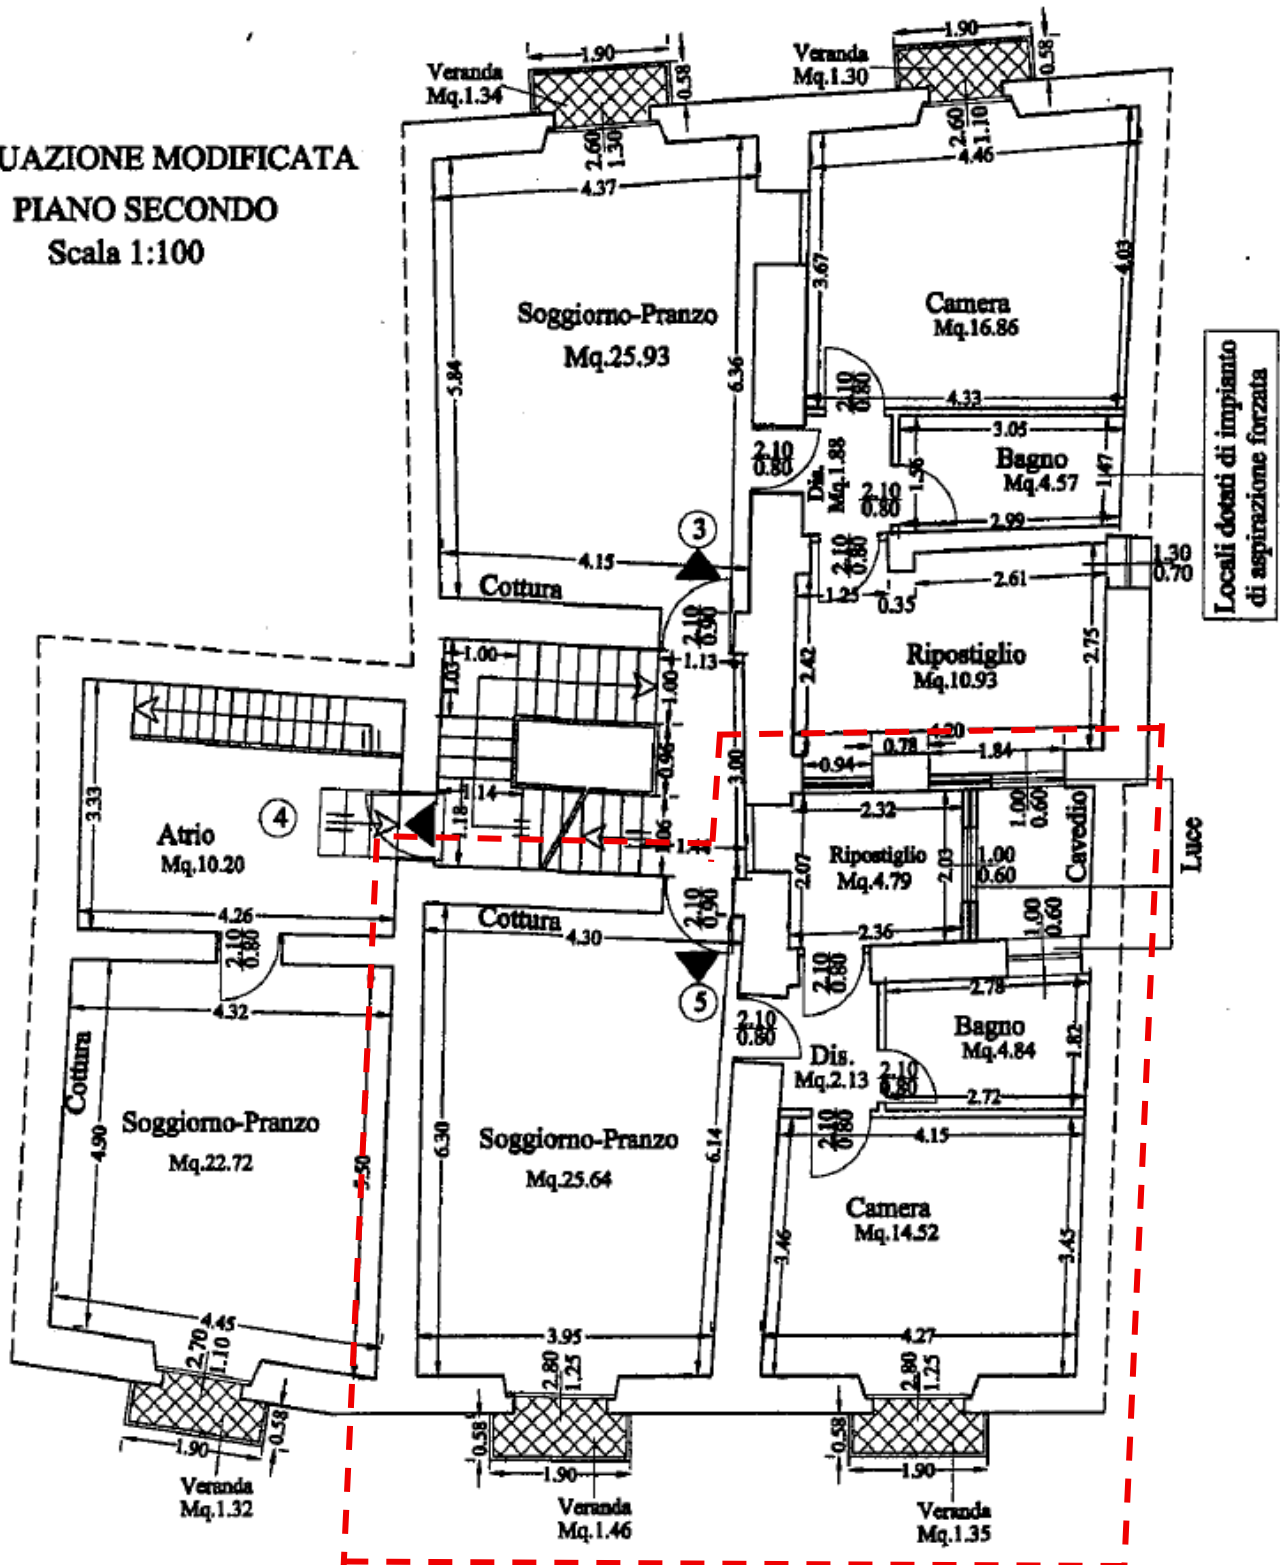 UAZIONE MODIFICATA
PIANO SECONDO
Scala 1:100
1.90
0.58
Veranda
Mq.1.34
2.60
1.30
4.37
1.90
0.58
Veranda
Mq.1.30
2.60
1.10
4.46
5.84
Soggiorno-Pranzo
Mq.25.93
6.36
3.67
Camera
Mq.16.86
4.03
4.33
2.10
0.80
Locali dotati di impianto
di aspirazione forzata
2.10
0.80
Dis.
Mq.1.88
2.10
0.80
3.05
1.56
Bagno
Mq.4.57
1.47
2.99
4.15
Cottura
3
2.10
0.90
2.10
0.80
1.25
0.35
2.61
1.30
0.70
2.42
Ripostiglio
Mq.10.93
2.75
4.20
0.78
0.94
1.84
1.03
1.00
1.13
1.00
0.96
3.00
1.14
1.18
1.06
3.33
4
Atrio
Mq.10.20
4.26
2.10
0.80
2.32
2.07
Ripostiglio
Mq.4.79
2.03
2.36
1.00
0.60
1.00
0.60
Cavedio
1.00
0.60
Luce
2.10
0.90
Cottura
4.30
5
2.10
0.80
2.10
0.80
Dis.
Mq.2.13
2.78
Bagno
Mq.4.84
1.82
2.10
0.80
2.72
4.32
Cottura
4.90
Soggiorno-Pranzo
Mq.22.72
5.50
4.45
2.70
1.10
0.58
1.90
Veranda
Mq.1.32
6.30
Soggiorno-Pranzo
Mq.25.64
6.14
3.95
2.80
1.25
0.58
1.90
Veranda
Mq.1.46
2.10
0.80
4.15
Camera
Mq.14.52
3.46
3.45
4.27
2.80
1.25
0.58
1.90
Veranda
Mq.1.35